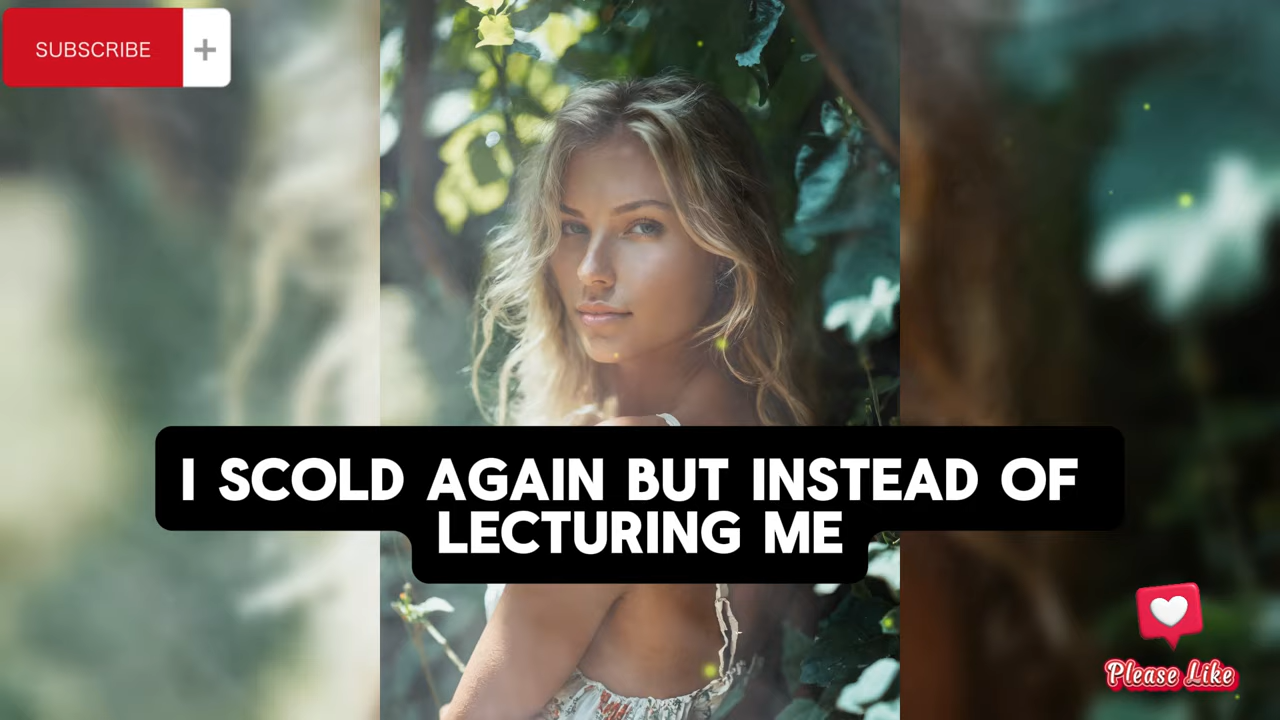 SUBSCRIBE +
I SCOLD AGAIN BUT INSTEAD OF
LECTURING ME
Please Like